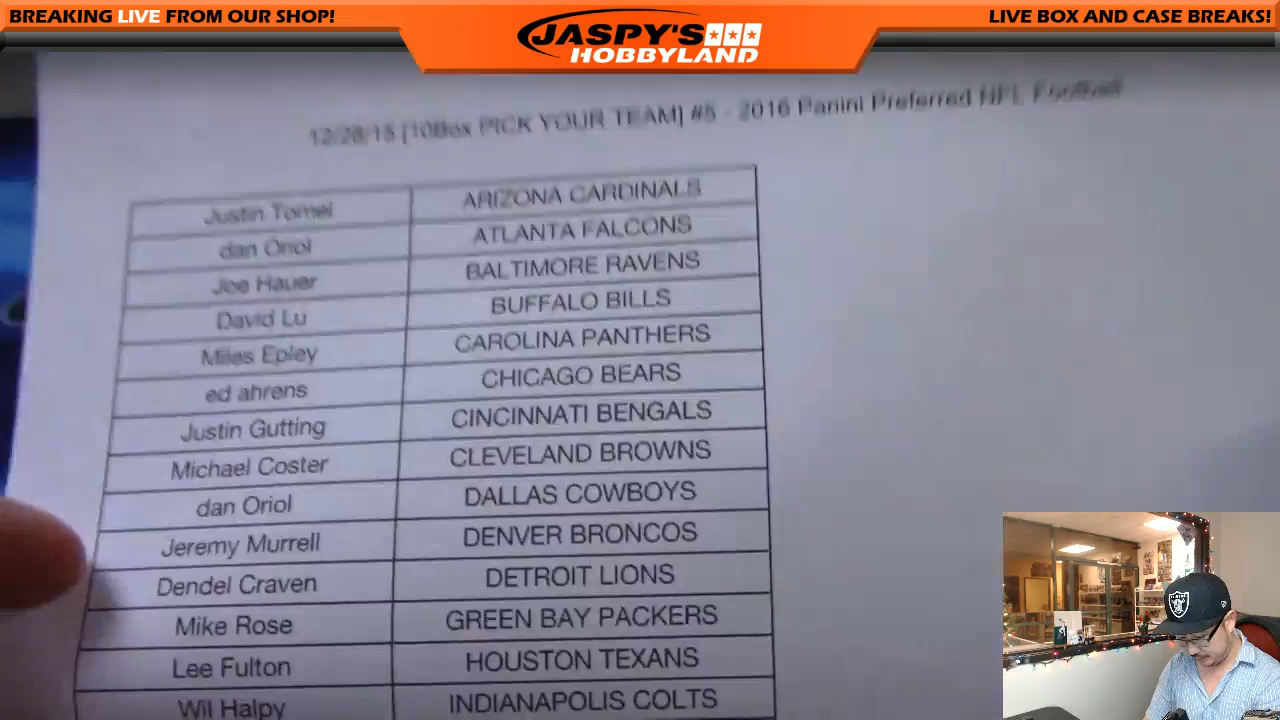 BREAKING LIVE FROM OUR SHOP!
JASPY'S
HOBBYLAND
LIVE BOX AND CASE BREAKS!
12/28/15 [10Box PICK YOUR TEAM] #5 - 2016 Panini Preferred NFL Football
Justin Tomei ARIZONA CARDINALS
dan Oriol ATLANTA FALCONS
Joe Hauer BALTIMORE RAVENS
David Lu BUFFALO BILLS
Miles Epley CAROLINA PANTHERS
ed ahrens CHICAGO BEARS
Justin Gutting CINCINNATI BENGALS
Michael Coster CLEVELAND BROWNS
dan Oriol DALLAS COWBOYS
Jeremy Murrell DENVER BRONCOS
Dendel Craven DETROIT LIONS
Mike Rose GREEN BAY PACKERS
Lee Fulton HOUSTON TEXANS
Wil Halpy INDIANAPOLIS COLTS